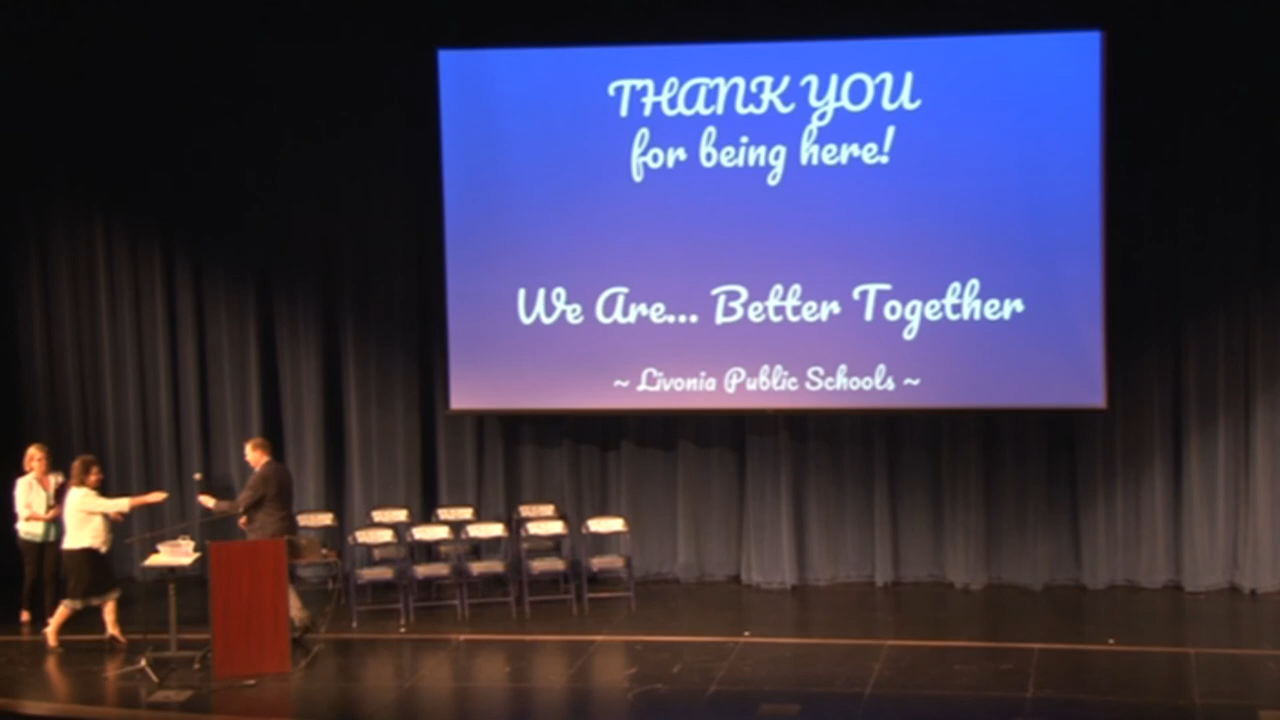 THANK YOU
for being here!
We Are... Better Together
~ Livonia Public Schools ~